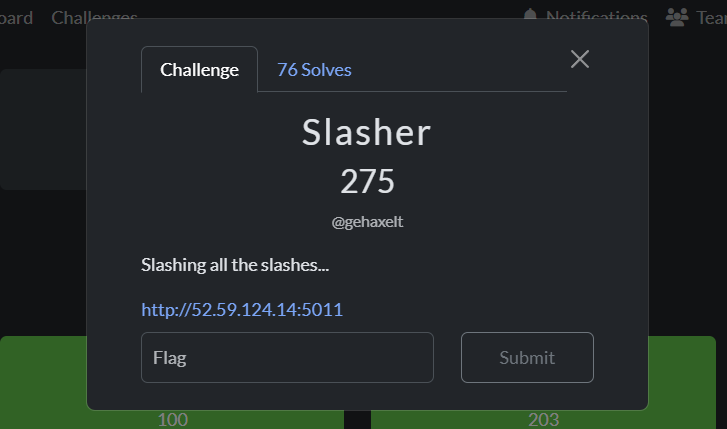 oard Challenges Notifications Tear
Challenge 76 Solves
Slasher
275
@gehaxelt
Slashing all the slashes...
http://52.59.124.14:5011
Flag Submit
100 203